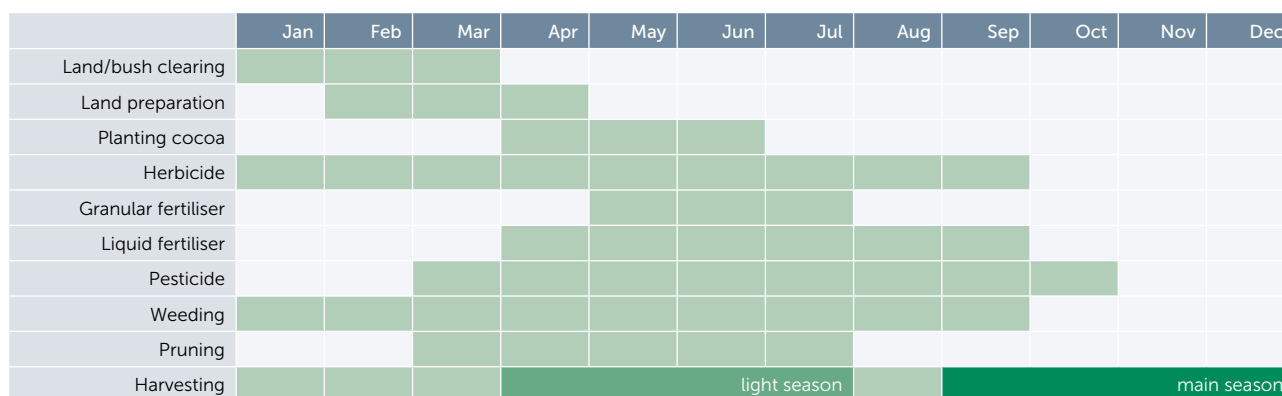 Jan Feb Mar Apr May Jun Jul Aug Sep Oct Nov Dec
Land/bush clearing
Land preparation
Planting cocoa
Herbicide
Granular fertiliser
Liquid fertiliser
Pesticide
Weeding
Pruning
Harvesting light season main season